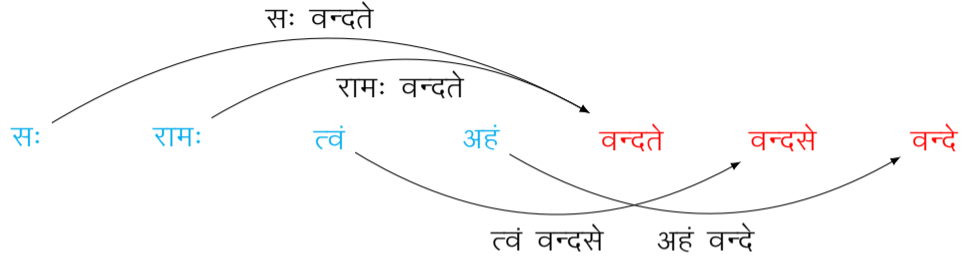 सः वन्दते
रामः वन्दते
सः रामः त्वं अहं वन्दते वन्दसे वन्दे
त्वं वन्दसे अहं वन्दे